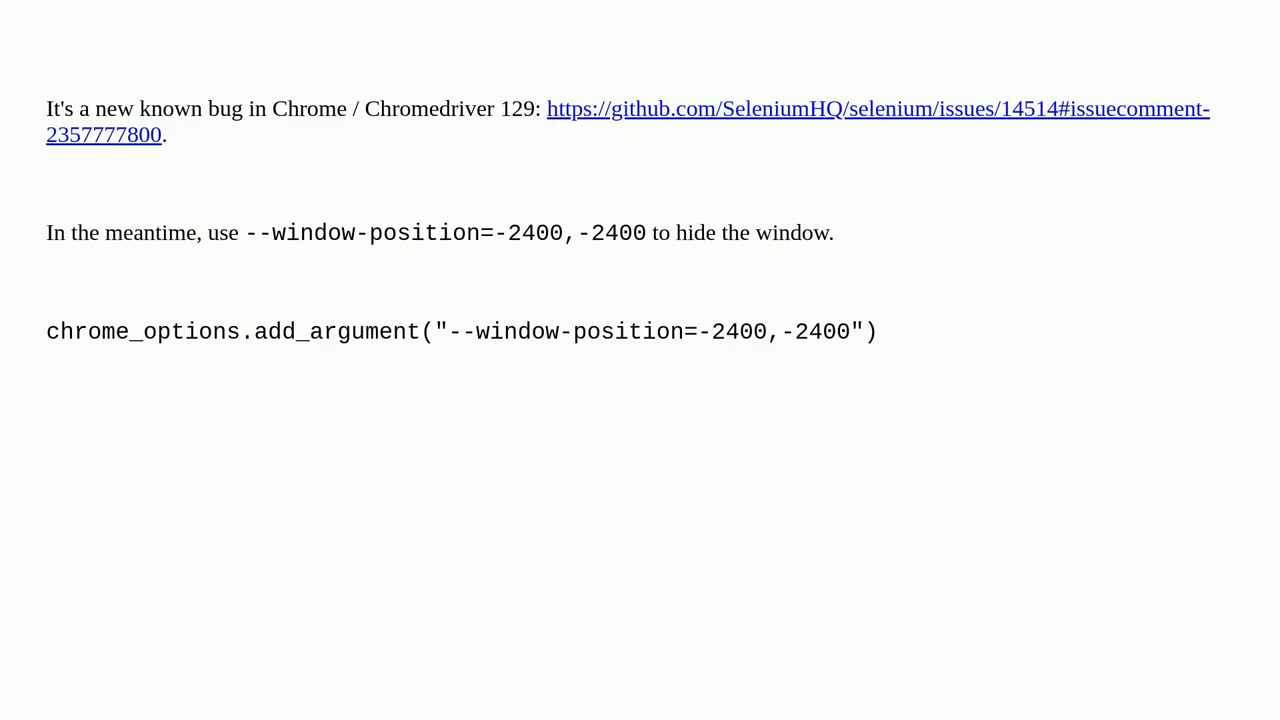 It's a new known bug in Chrome / Chromedriver 129: https://github.com/SeleniumHQ/selenium/issues/14514#issuecomment-
2357777800.
In the meantime, use --window-position=-2400,-2400 to hide the window.
chrome_options.add_argument("--window-position=-2400,-2400")